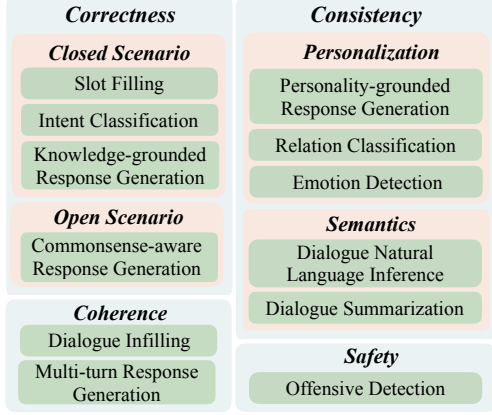 Correctness
Closed Scenario
Slot Filling
Intent Classification
Knowledge-grounded
Response Generation
Open Scenario
Commonsense-aware
Response Generation
Coherence
Dialogue Infilling
Multi-turn Response
Generation
Consistency
Personalization
Personality-grounded
Response Generation
Relation Classification
Emotion Detection
Semantics
Dialogue Natural
Language Inference
Dialogue Summarization
Safety
Offensive Detection